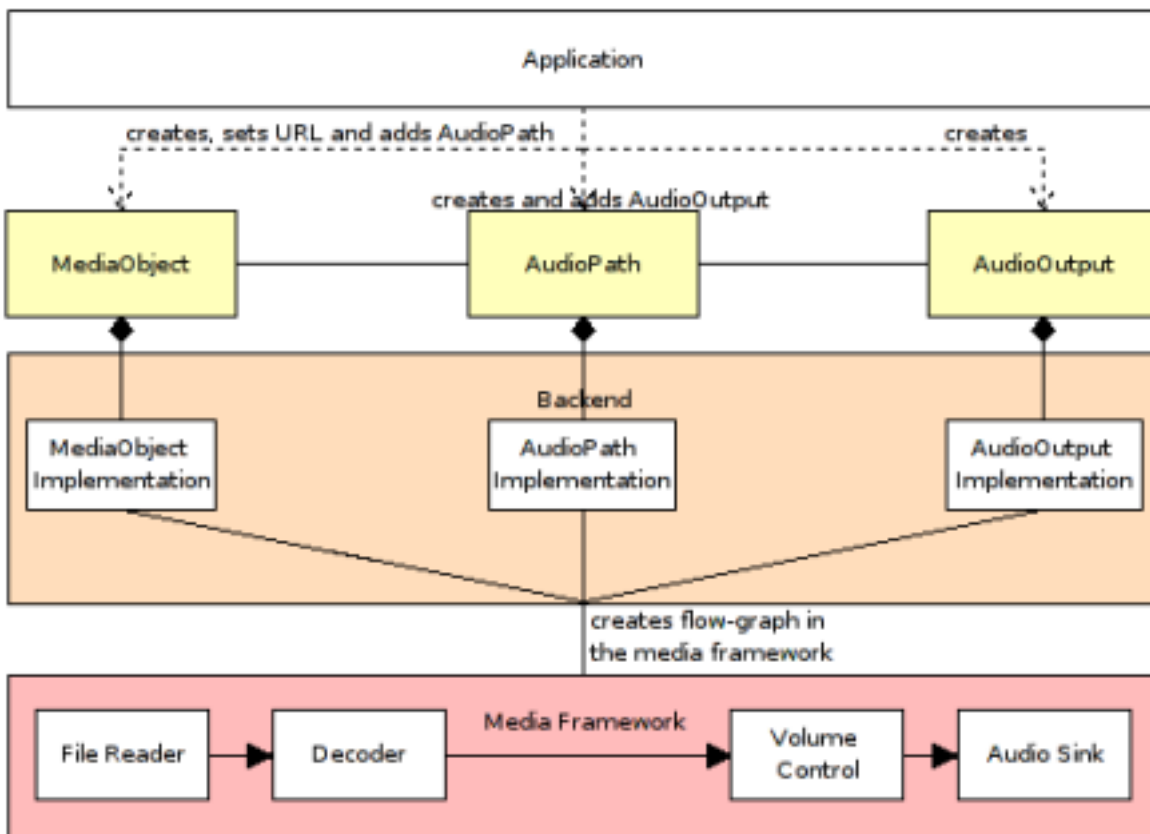 Application
creates, sets URL and adds AudioPath
creates
creates and adds AudioOutput
MediaObject
AudioPath
AudioOutput
Backend
MediaObject
Implementation
AudioPath
Implementation
AudioOutput
Implementation
creates flow-graph in
the media framework
Media Framework
File Reader
Decoder
Volume
Control
Audio Sink